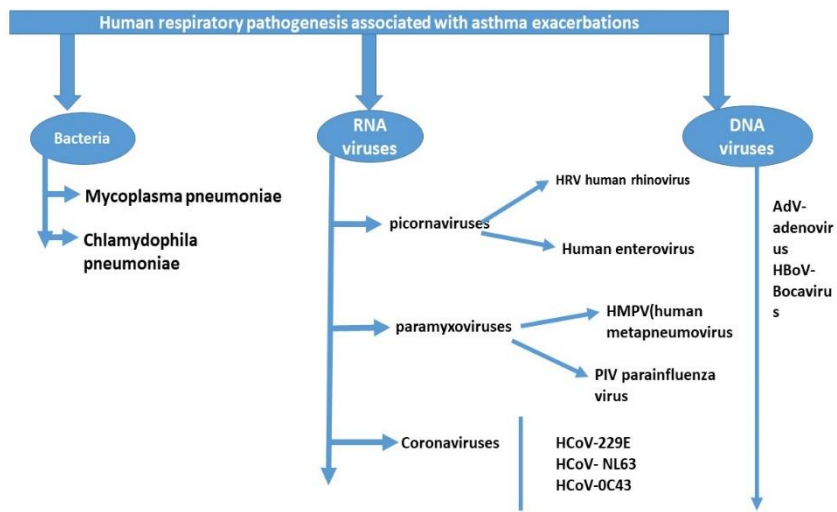 Human respiratory pathogenesis associated with asthma exacerbations
Bacteria
Mycoplasma pneumoniae
Chlamydophila
pneumoniae
RNA
viruses
picornaviruses
HRV human rhinovirus
Human enterovirus
paramyxoviruses
HMPV(human
metapneumovirus
PIV parainfluenza
virus
Coronaviruses
HCoV-229E
HCoV- NL63
HCoV-0C43
DNA
viruses
AdV-
adenovir
us
HBoV-
Bocaviru
s